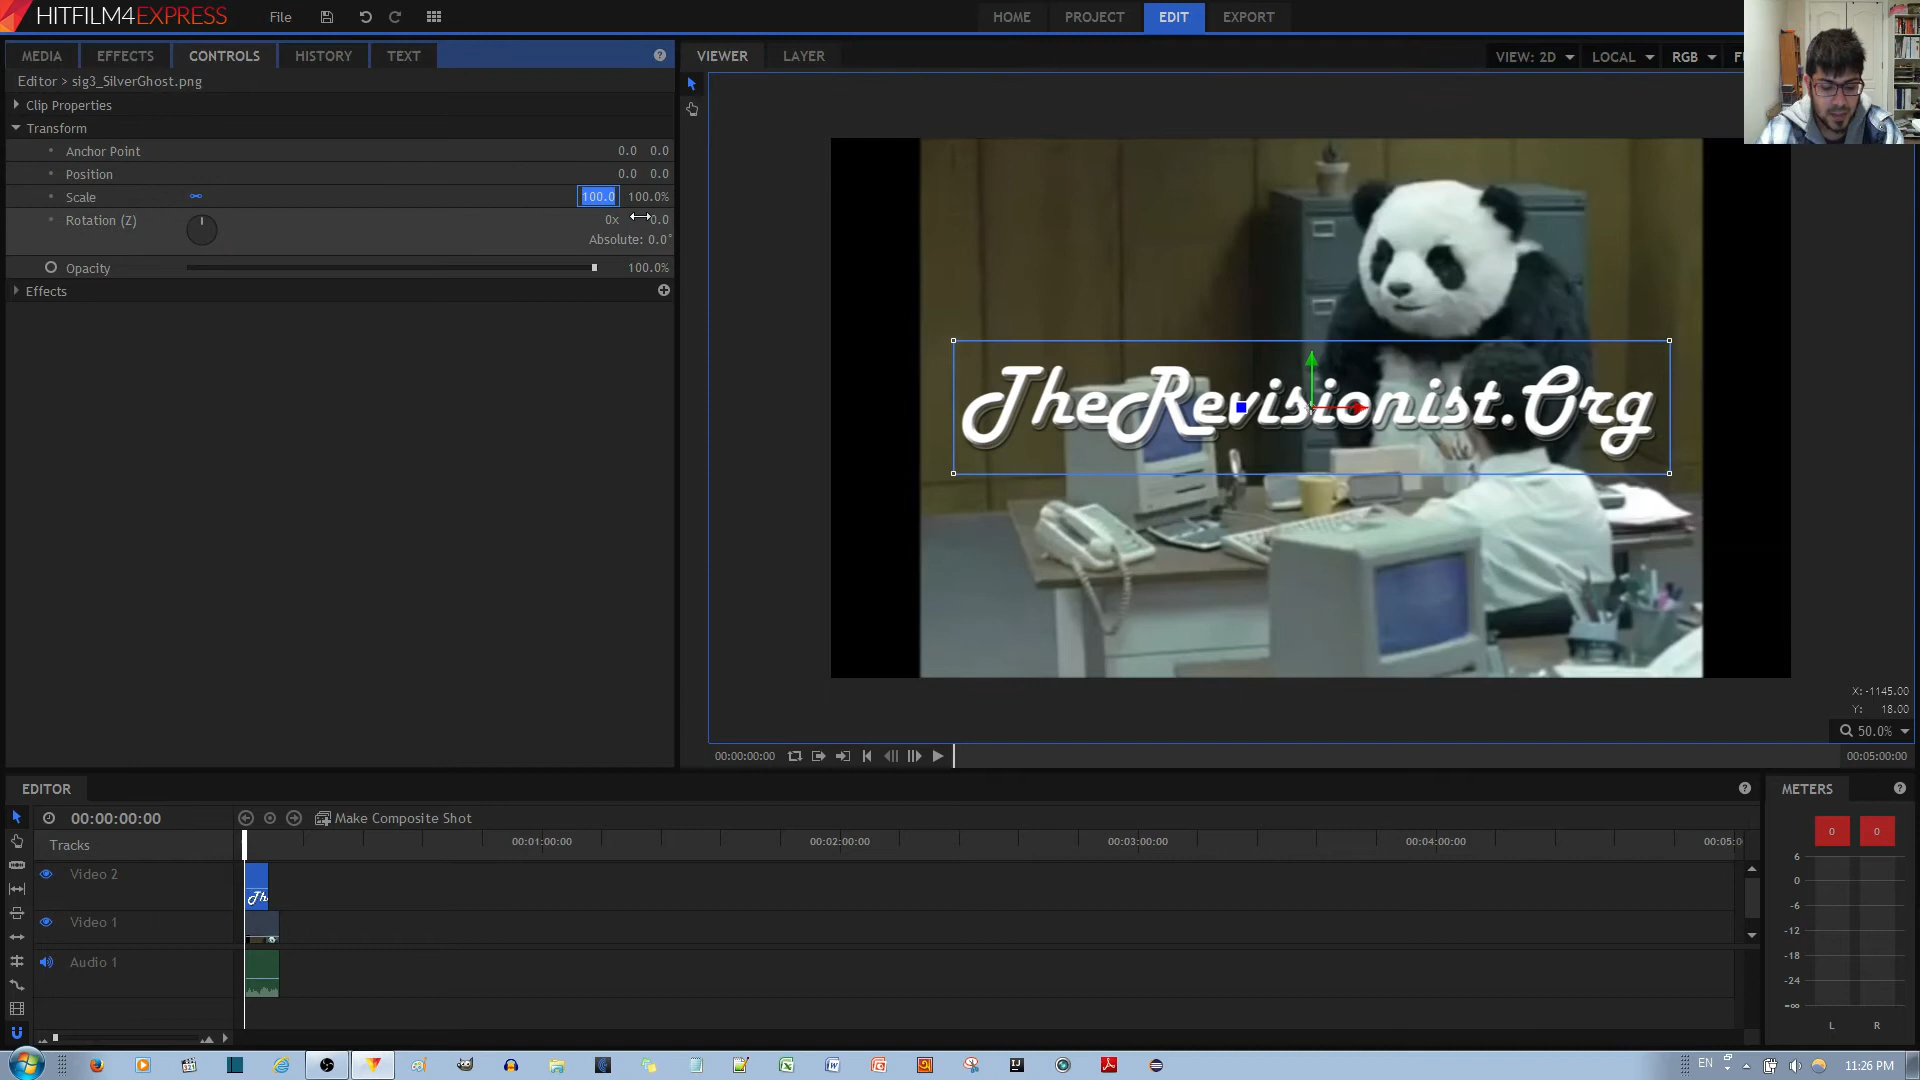 HITFILM4EXPRESS File HOME PROJECT EDIT EXPORT
MEDIA EFFECTS CONTROLS HISTORY TEXT
VIEWER LAYER VIEW: 2D LOCAL RGB
Editor > sig3_SilverGhost.png
Clip Properties
Transform
Anchor Point 0.0 0.0
Position 0.0 0.0
Scale 100.0 100.0%
Rotation (Z) 0x 0.0
Absolute: 0.0°
Opacity 100.0%
Effects
TheRevisionist.Org
X: -1145.00
Y: 18.00
50.0%
00:00:00:00 00:05:00:00
EDITOR
METERS
00:00:00:00 Make Composite Shot
Tracks 00:01:00:00 00:02:00:00 00:03:00:00 00:04:00:00
Video 2
Th
Video 1
Audio 1
0 0
6
0
-6
-12
-18
-24
-∞
L R
EN 11:26 PM